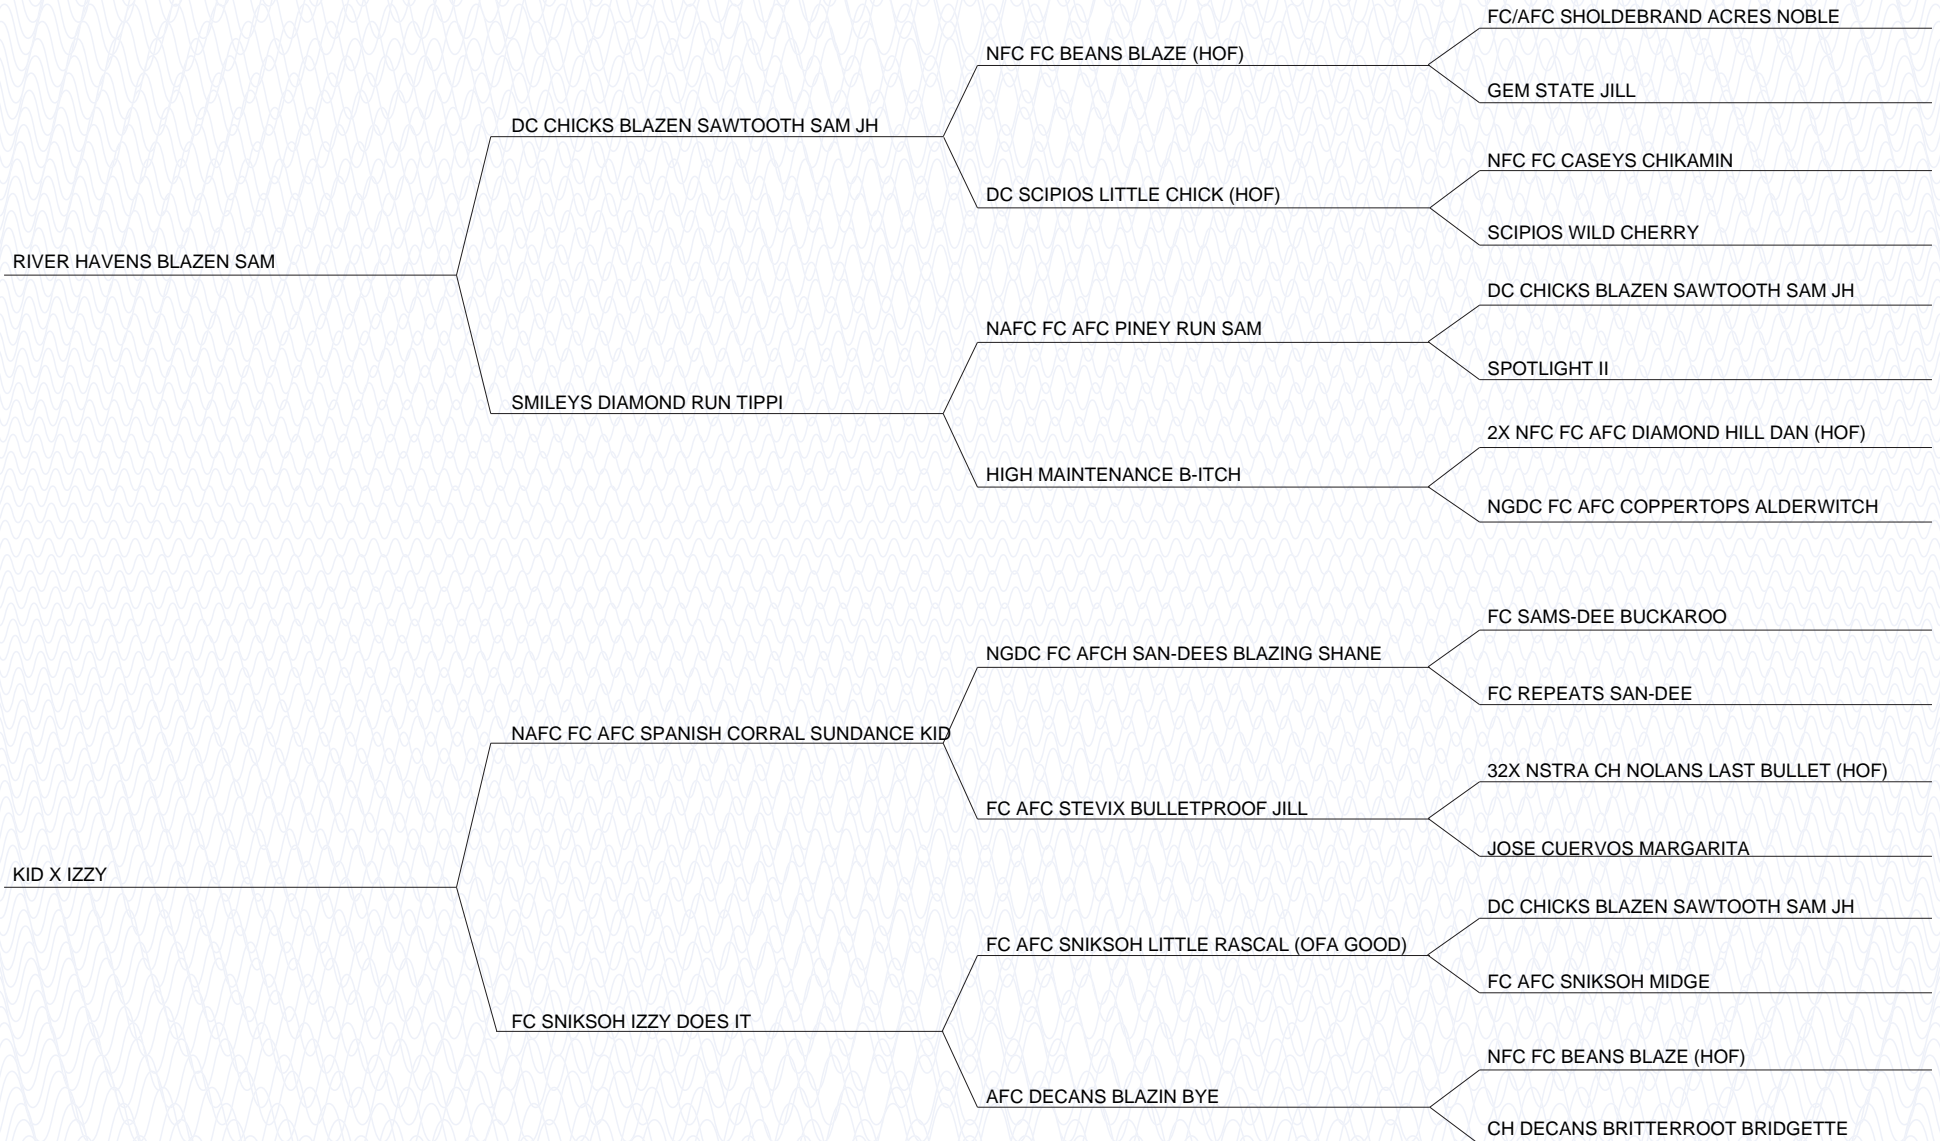 FC/AFC SHOLDEBRAND ACRES NOBLE
NFC FC BEANS BLAZE (HOF)
GEM STATE JILL
DC CHICKS BLAZEN SAWTOOTH SAM JH
NFC FC CASEYS CHIKAMIN
DC SCIPIOS LITTLE CHICK (HOF)
SCIPIOS WILD CHERRY
RIVER HAVENS BLAZEN SAM
DC CHICKS BLAZEN SAWTOOTH SAM JH
NAFC FC AFC PINEY RUN SAM
SPOTLIGHT II
SMILEYS DIAMOND RUN TIPPI
2X NFC FC AFC DIAMOND HILL DAN (HOF)
HIGH MAINTENANCE B-ITCH
NGDC FC AFC COPPERTOPS ALDERWITCH
FC SAMS-DEE BUCKAROO
NGDC FC AFCH SAN-DEES BLAZING SHANE
FC REPEATS SAN-DEE
NAFC FC AFC SPANISH CORRAL SUNDANCE KID
32X NSTRA CH NOLANS LAST BULLET (HOF)
FC AFC STEVIX BULLETPROOF JILL
JOSE CUERVOS MARGARITA
KID X IZZY
DC CHICKS BLAZEN SAWTOOTH SAM JH
FC AFC SNIKSOH LITTLE RASCAL (OFA GOOD)
FC AFC SNIKSOH MIDGE
FC SNIKSOH IZZY DOES IT
NFC FC BEANS BLAZE (HOF)
AFC DECANS BLAZIN BYE
CH DECANS BRITTERROOT BRIDGETTE